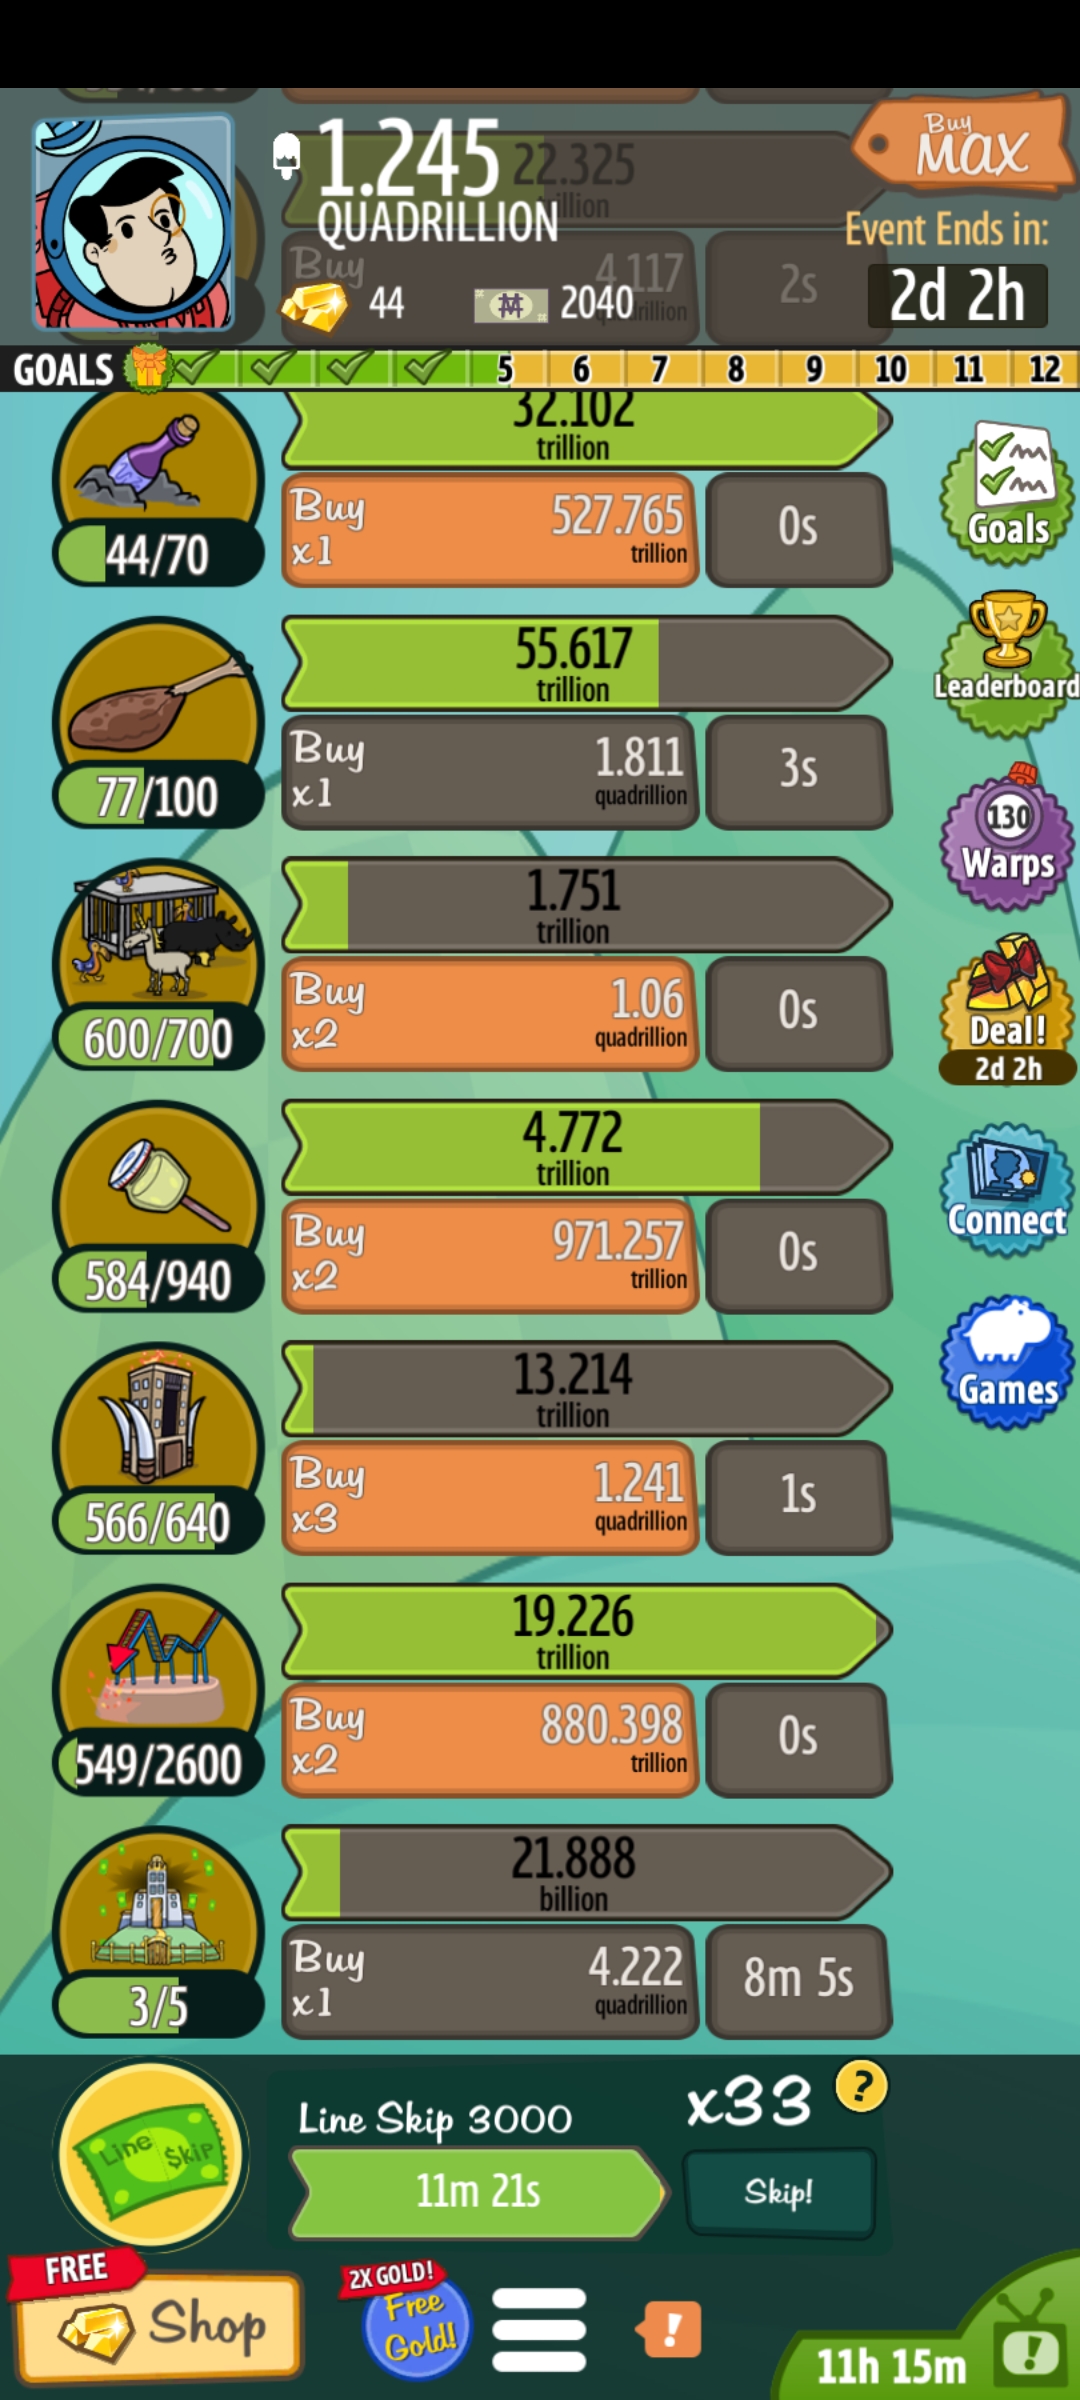 1.245
QUADRILLION
22.325
Buy
MAX
Event Ends in:
2d 2h
44
2040
Buy
4.117
2s
GOALS
5 6 7 8 9 10 11 12
32.102
trillion
Buy
x1
527.765
trillion
0s
44/70
Goals
55.617
trillion
Buy
x1
1.811
quadrillion
3s
77/100
Leaderboard
130
Warps
1.751
trillion
Buy
x2
1.06
quadrillion
0s
600/700
Deal!
2d 2h
4.772
trillion
Buy
x2
971.257
trillion
0s
584/940
Connect
13.214
trillion
Buy
x3
1.241
quadrillion
1s
566/640
Games
19.226
trillion
Buy
x2
880.398
trillion
0s
549/2600
21.888
billion
Buy
x1
4.222
quadrillion
8m 5s
3/5
Line $kip
Line Skip 3000
x33
?
11m 21s
Skip!
FREE
Shop
2X GOLD!
Free
Gold!
!
11h 15m
!